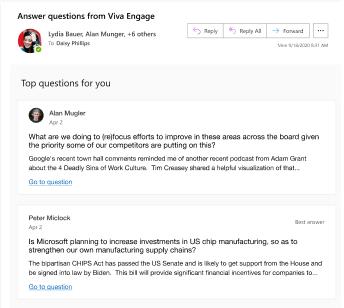 Answer questions from Viva Engage
Lydia Bauer, Alan Munger, +6 others
To Daisy Phillips
Reply
Reply All
Forward
...
Mon 9/16/2020 8:31 AM
Top questions for you
Alan Mugler
Apr 2
What are we doing to (re)focus efforts to improve in these areas across the board given
the priority some of our competitors are putting on this?
Google's recent town hall comments reminded me of another recent podcast from Adam Grant
about the 4 Deadly Sins of Work Culture. Tim Creasey shared a helpful visualization of that...
Go to question
Peter Miclock
Apr 2
Best answer
Is Microsoft planning to increase investments in US chip manufacturing, so as to
strengthen our own manufacturing supply chains?
The bipartisan CHIPS Act has passed the US Senate and is likely to get support from the House and
be signed into law by Biden. This bill will provide significant financial incentives for companies to...
Go to question